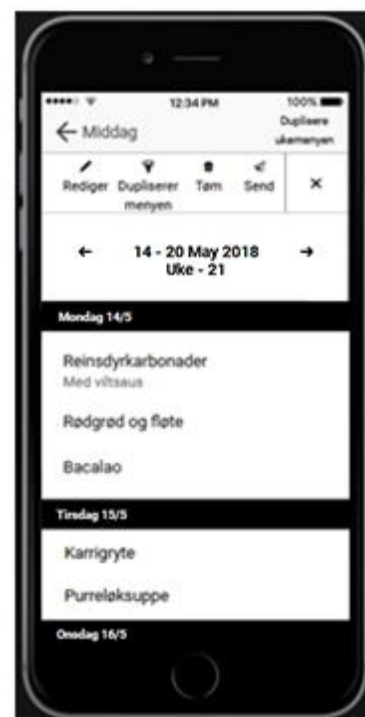 12:34 PM 100%
← Middag Duplisere
ukemenyen
Rediger Dupliserer Tøm Send ×
menyen
← 14 - 20 May 2018 →
Uke - 21
Mondag 14/5
Reinsdyrkarbonader
Med viltsaus
Rødgrød og fløte
Bacalao
Tirsdag 15/5
Karrigryte
Purreløksuppe
Onsdag 16/5